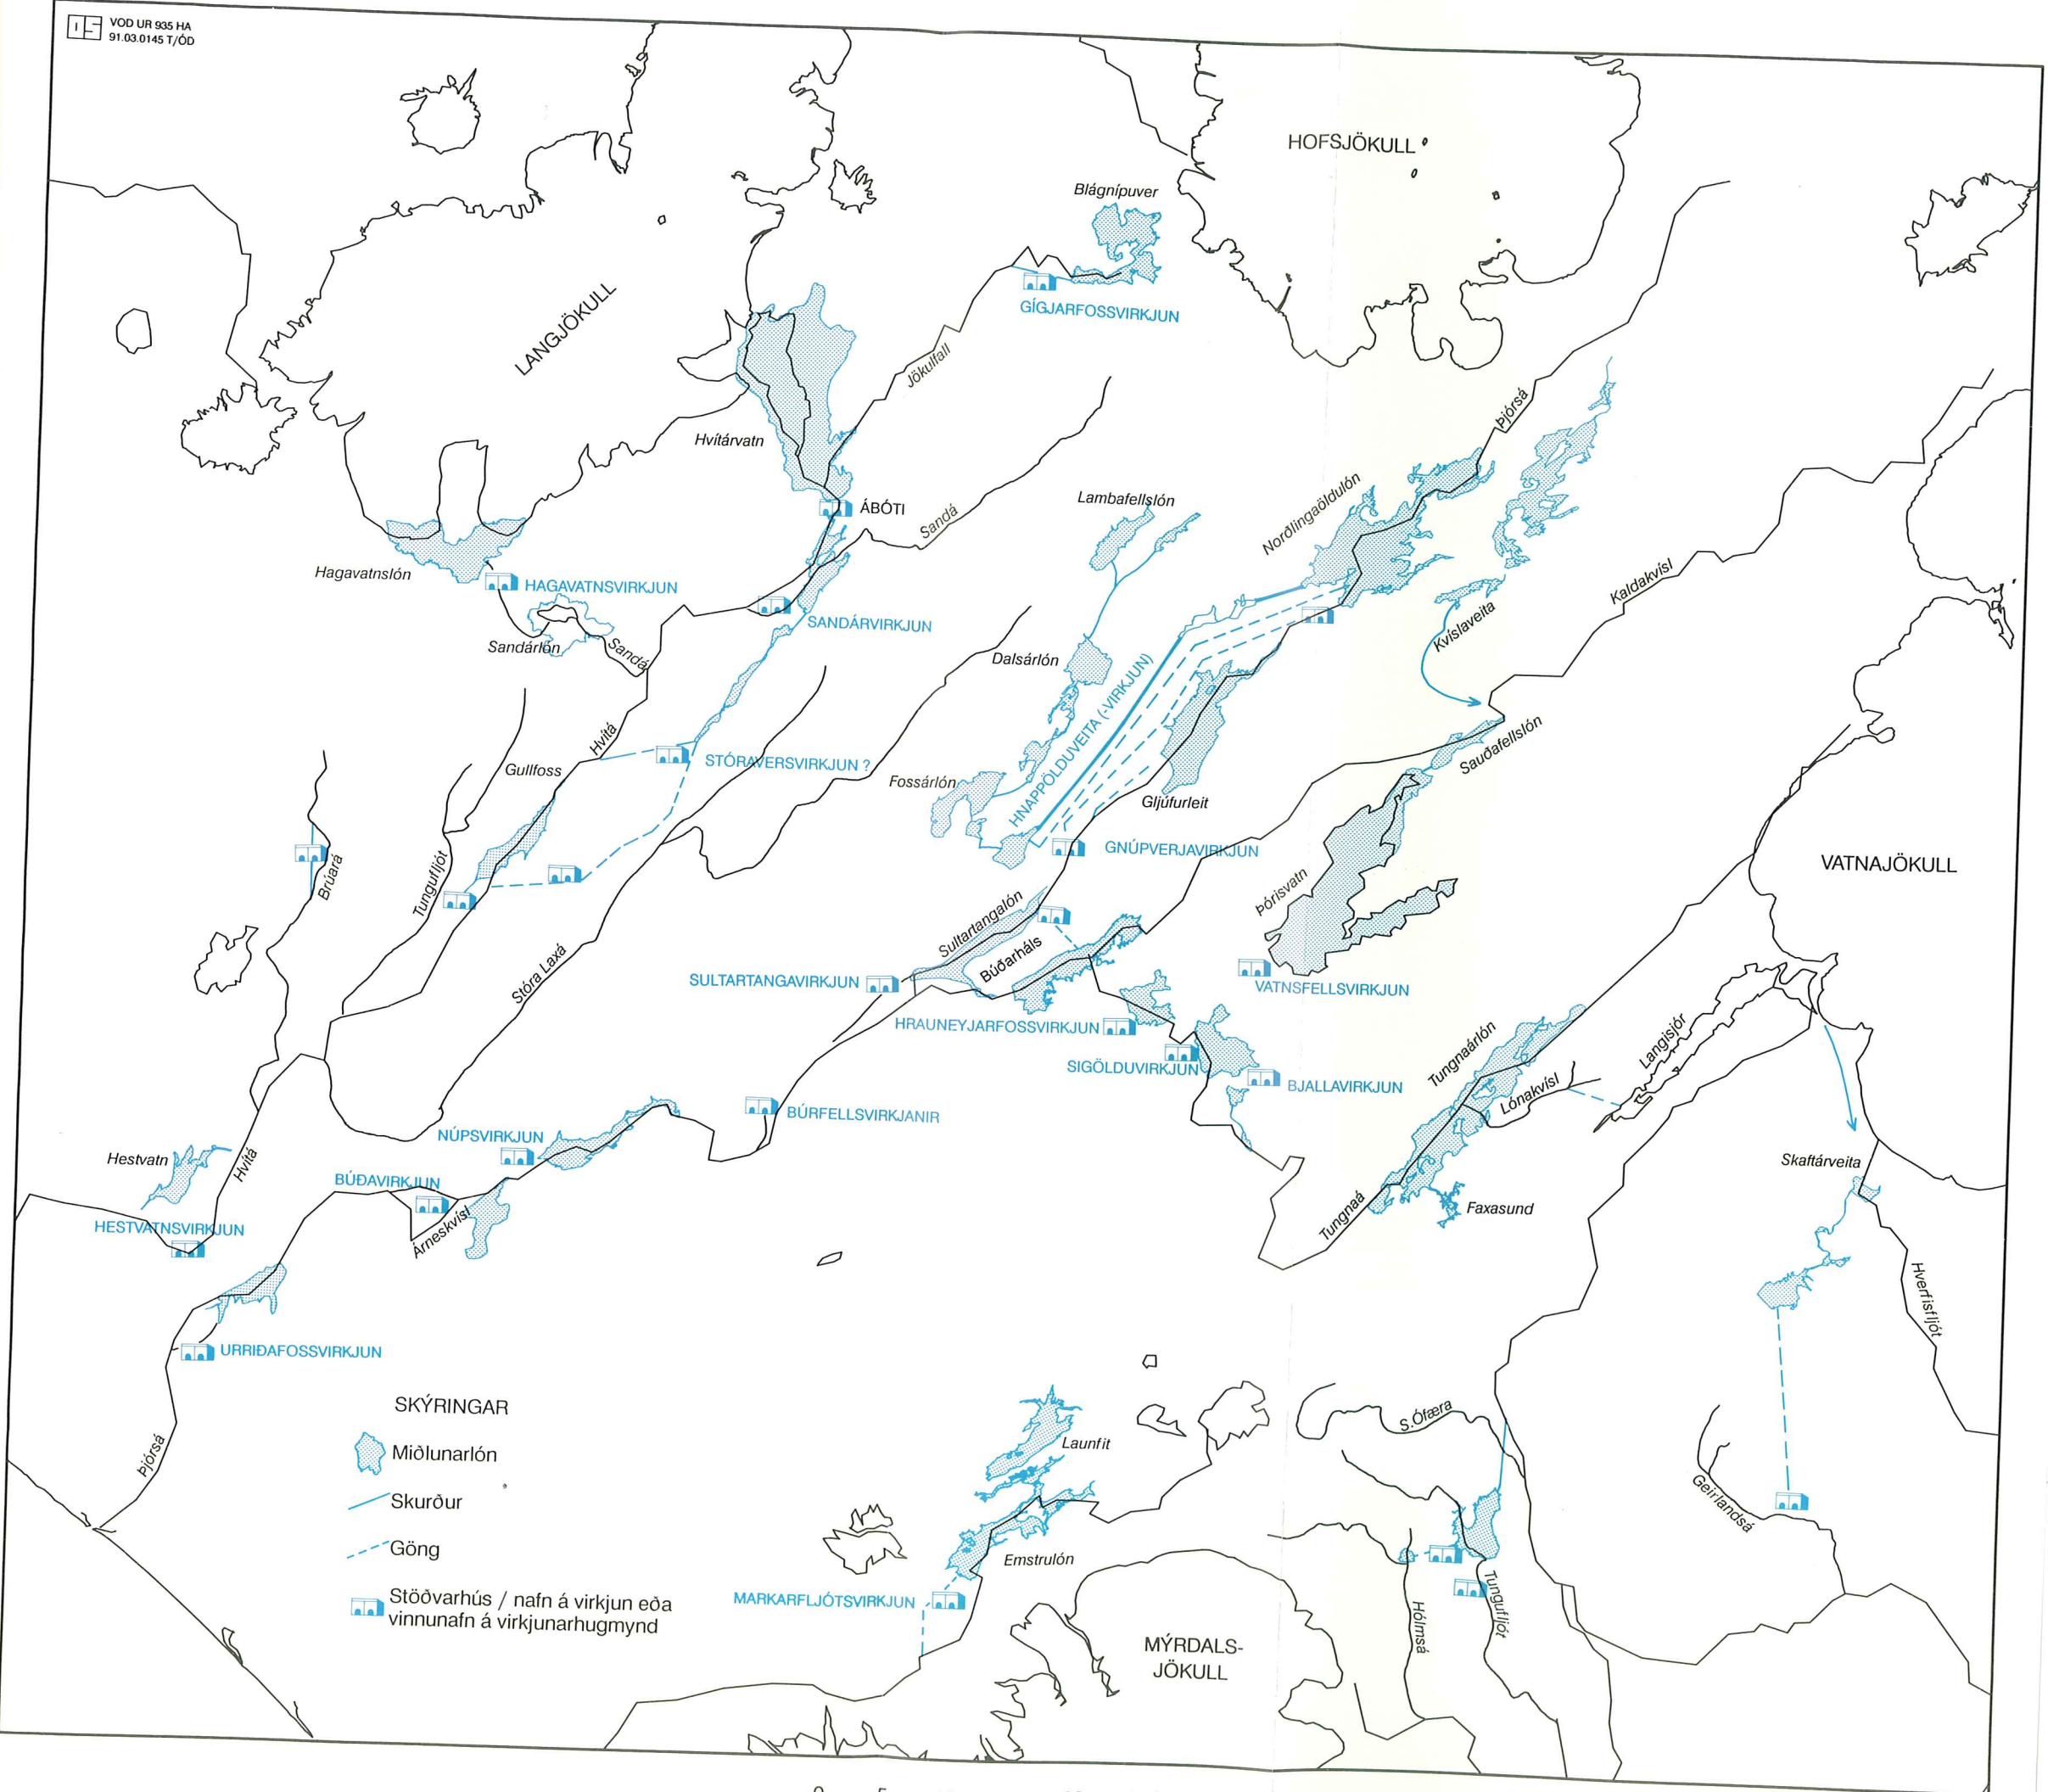 VOD UR 935 HA
91.03.0145 T/ÓD
HOFSJÖKULL
Blágnípuver
GÍGJARFOSSVIRKJUN
LANGJÖKULL
Jökulfall
Hvítárvatn
Þjórsá
ÁBÓTI
Sandá
Lambafellslón
Norðlingaöldulón
Hagavatnslón
HAGAVATNSVIRKJUN
Kaldakvísl
SANDÁRVIRKJUN
Kvíslaveita
Sandárlón
Sandá
Dalsárlón
HNAPPÖLDUVEITA (-VIRKJUN)
Hvítá
Gullfoss
STÓRAVERSVIRKJUN ?
Sauðafellslón
Fossárlón
Gljúfurleit
GNÚPVERJAVIRKJUN
VATNAJÖKULL
Brúará
Tungufljót
Þórisvatn
Sultartangalón
Búðarháls
Stóra Laxá
SULTARTANGAVIRKJUN
VATNSFELLSVIRKJUN
HRAUNEYJARFOSSVIRKJUN
SIGÖLDUVIRKJUN
BJALLAVIRKJUN
Tungnaárlón
Langisjór
Lónakvísl
BÚRFELLSVIRKJANIR
NÚPSVIRKJUN
Hestvatn
Hvítá
BÚÐAVIRKJUN
Skaftárveita
HESTVATNSVIRKJUN
Árneskvísl
Tungnaá
Faxasund
Hverfisfljót
URRIÐAFOSSVIRKJUN
Þjórsá
SKÝRINGAR
Miðlunarlón
Skurður
Göng
Stöðvarhús / nafn á virkjun eða
vinnunafn á virkjunarhugmynd
Launfit
S.Ófæra
Geirlandsá
Emstrulón
MARKARFLJÓTSVIRKJUN
Hólmsá
Tungufljót
MÝRDALS-
JÖKULL